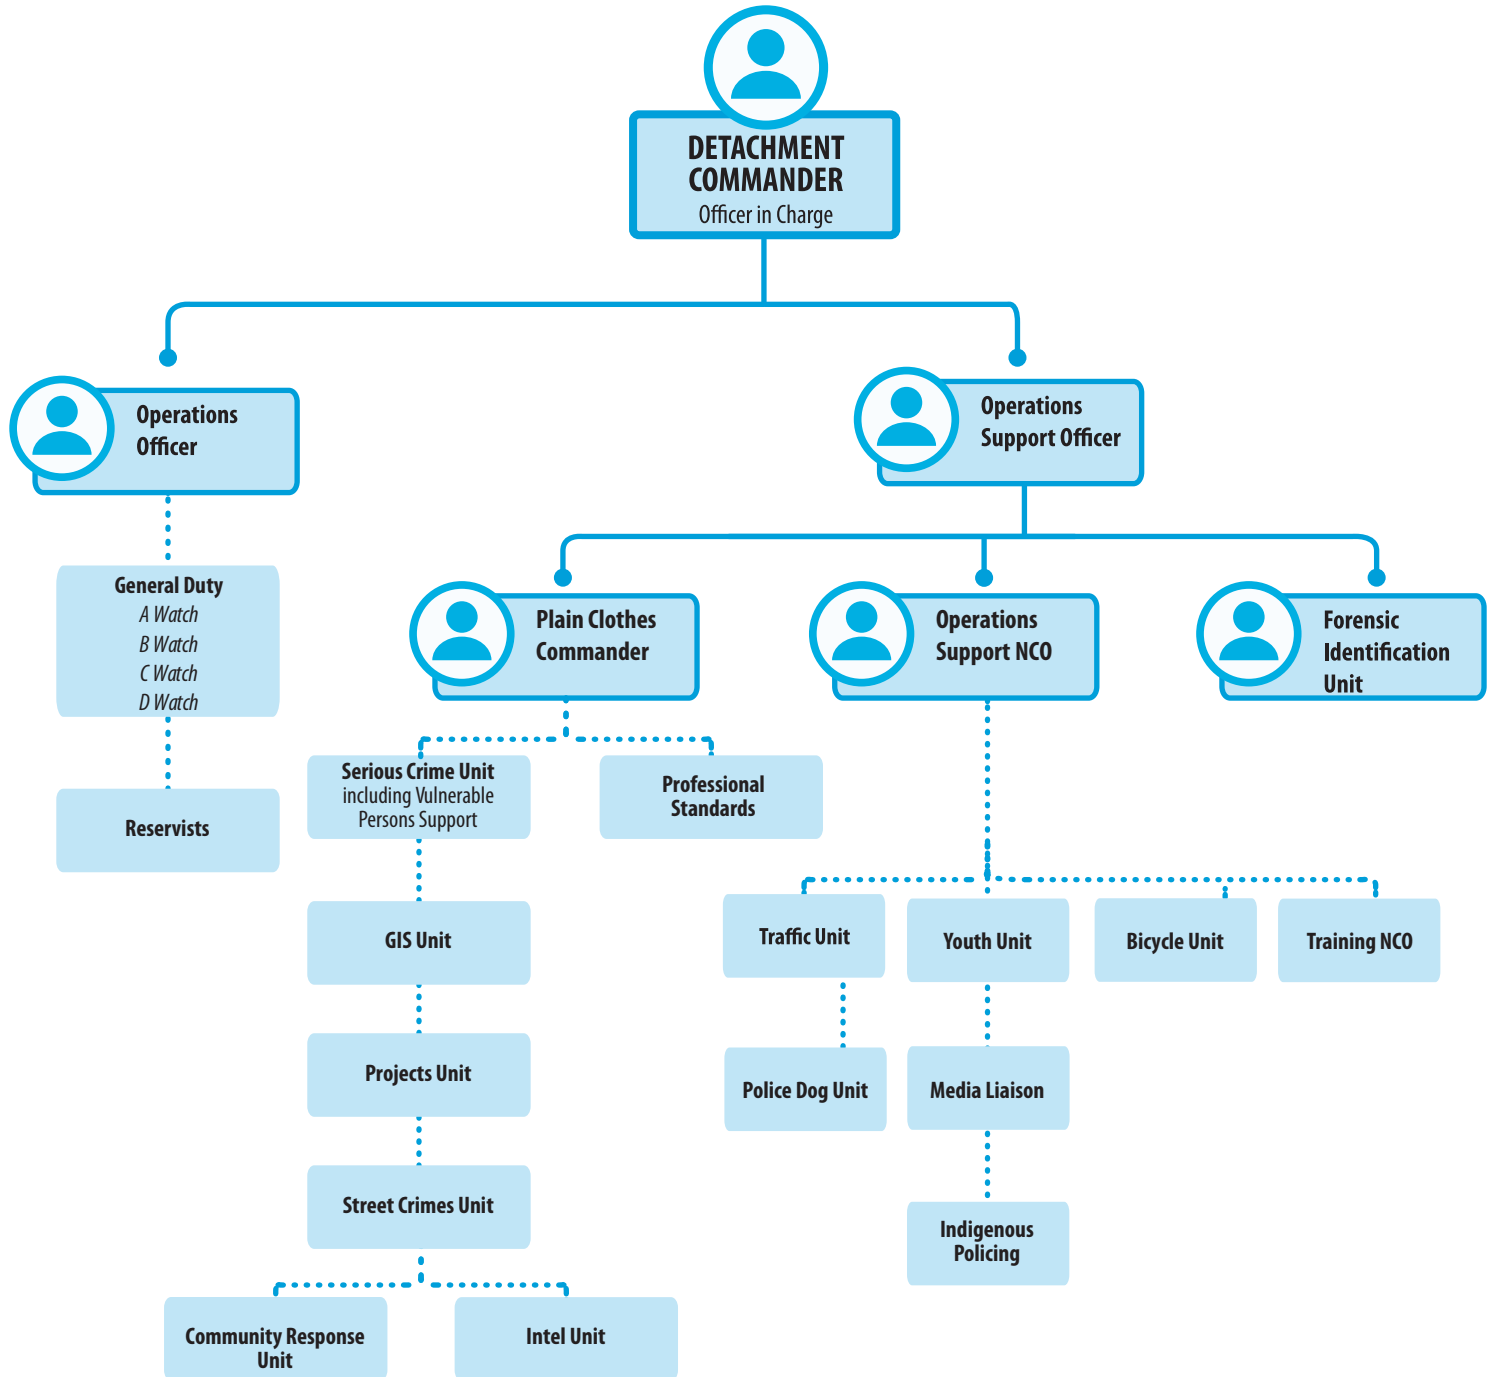 DETACHMENT
COMMANDER
Officer in Charge
Operations
Officer
Operations
Support Officer
General Duty
A Watch
B Watch
C Watch
D Watch
Reservists
Plain Clothes
Commander
Operations
Support NCO
Forensic
Identification
Unit
Serious Crime Unit
including Vulnerable
Persons Support
Professional
Standards
GIS Unit
Projects Unit
Street Crimes Unit
Community Response
Unit
Intel Unit
Traffic Unit
Youth Unit
Bicycle Unit
Training NCO
Police Dog Unit
Media Liaison
Indigenous
Policing